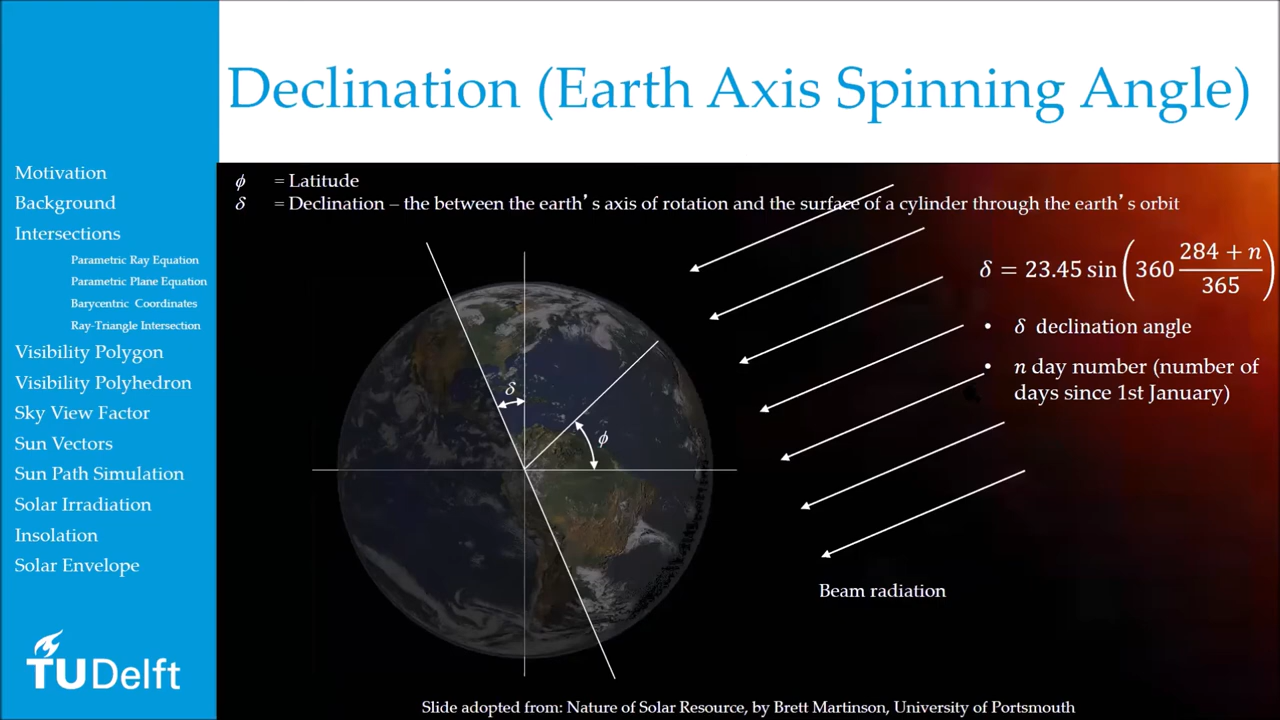 Declination (Earth Axis Spinning Angle)
Motivation
Background
Intersections
Parametric Ray Equation
Parametric Plane Equation
Barycentric Coordinates
Ray-Triangle Intersection
Visibility Polygon
Visibility Polyhedron
Sky View Factor
Sun Vectors
Sun Path Simulation
Solar Irradiation
Insolation
Solar Envelope
TUDelft
ϕ = Latitude
δ = Declination – the between the earth's axis of rotation and the surface of a cylinder through the earth's orbit
δ = 23.45 sin(360 (284 + n)/365)
• δ declination angle
• n day number (number of
days since 1st January)
δ
ϕ
Beam radiation
Slide adopted from: Nature of Solar Resource, by Brett Martinson, University of Portsmouth